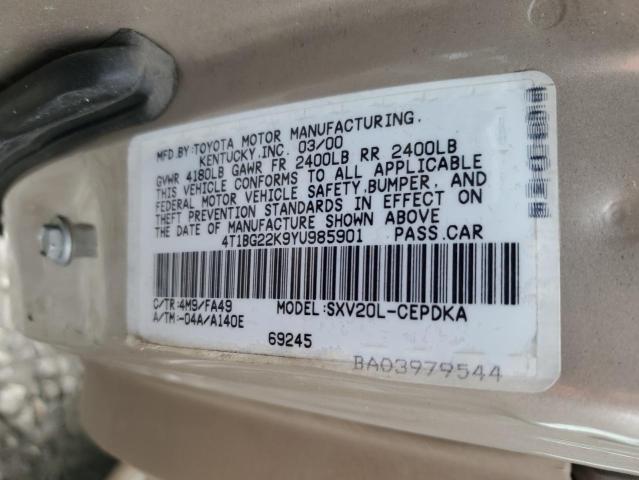 MFD.BY:TOYOTA MOTOR MANUFACTURING.
KENTUCKY,INC. 03/00
GVWR 4180LB GAWR FR 2400LB RR 2400LB
THIS VEHICLE CONFORMS TO ALL APPLICABLE
FEDERAL MOTOR VEHICLE SAFETY,BUMPER, AND
THEFT PREVENTION STANDARDS IN EFFECT ON
THE DATE OF MANUFACTURE SHOWN ABOVE
4T1BG22K9YU985901 PASS.CAR
C/TR:4M9/FA49 MODEL:SXV20L-CEPDKA
A/TM:-04A/A140E
69245
BA03979544